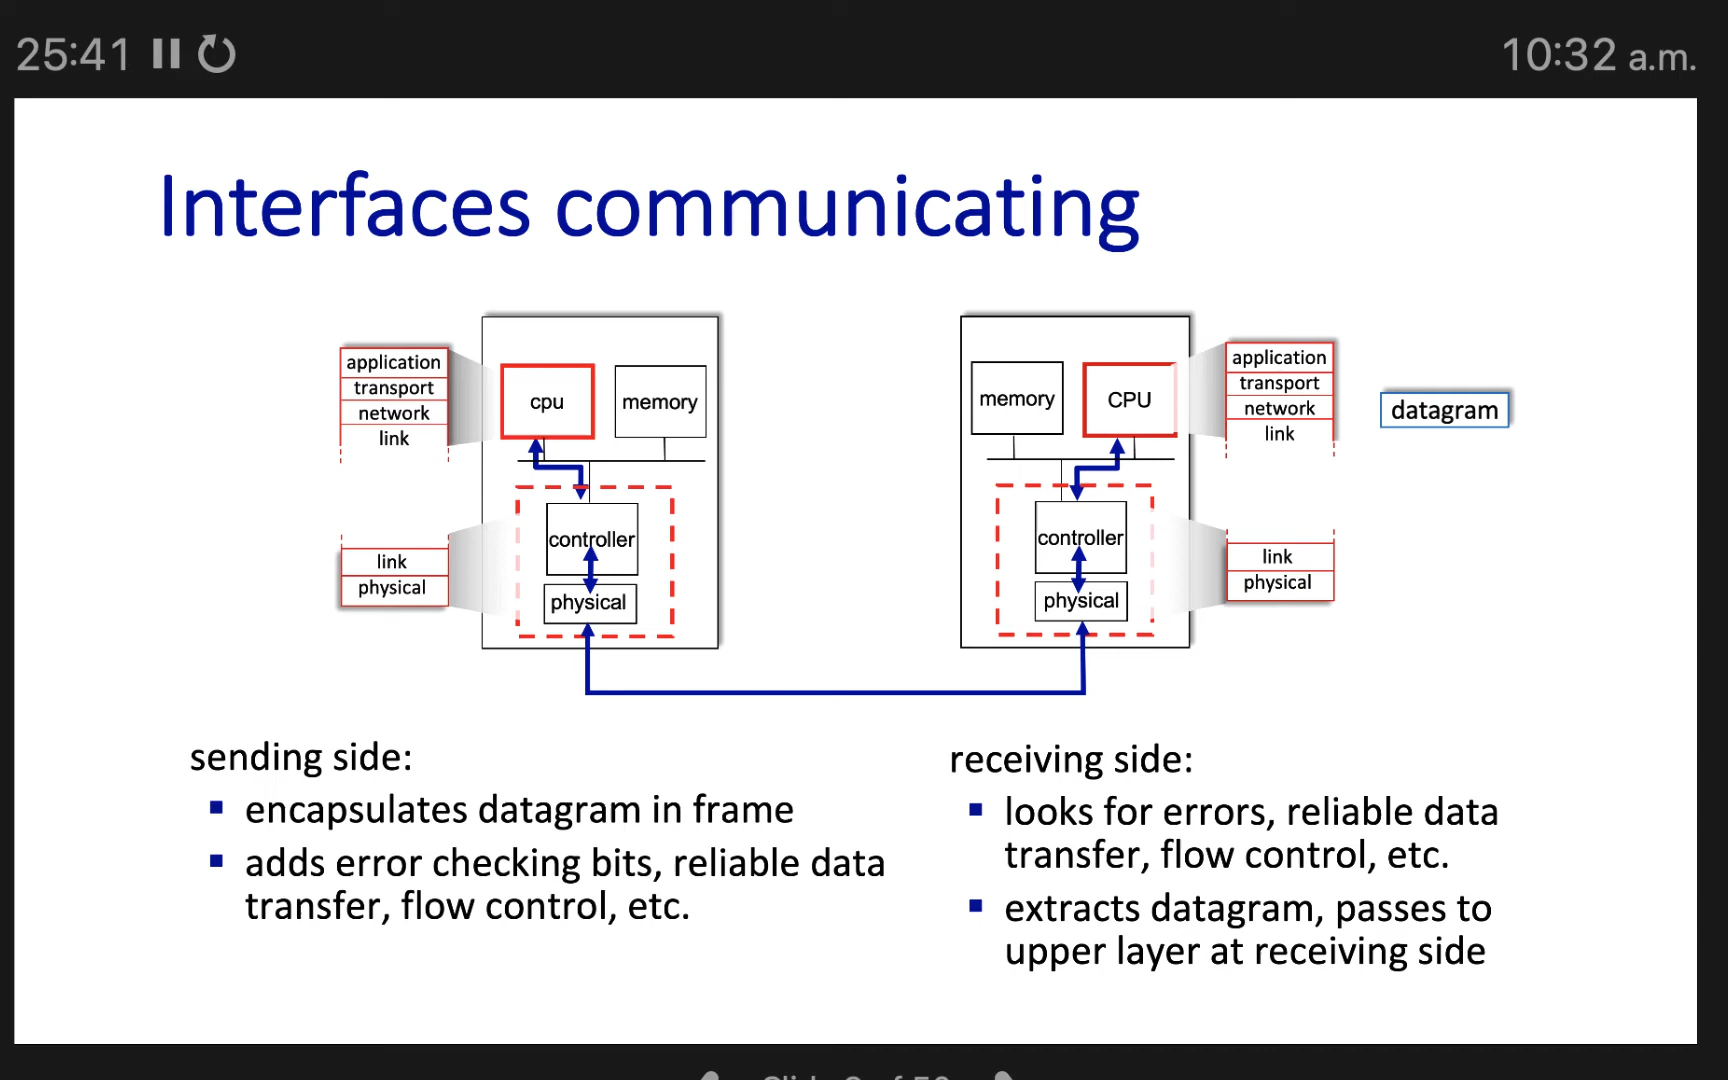 25:41
10:32 a.m.
Interfaces communicating
application
transport
network
link
cpu
memory
controller
physical
link
physical
memory
CPU
controller
physical
application
transport
network
link
link
physical
datagram
sending side:
encapsulates datagram in frame
adds error checking bits, reliable data
transfer, flow control, etc.
receiving side:
looks for errors, reliable data
transfer, flow control, etc.
extracts datagram, passes to
upper layer at receiving side